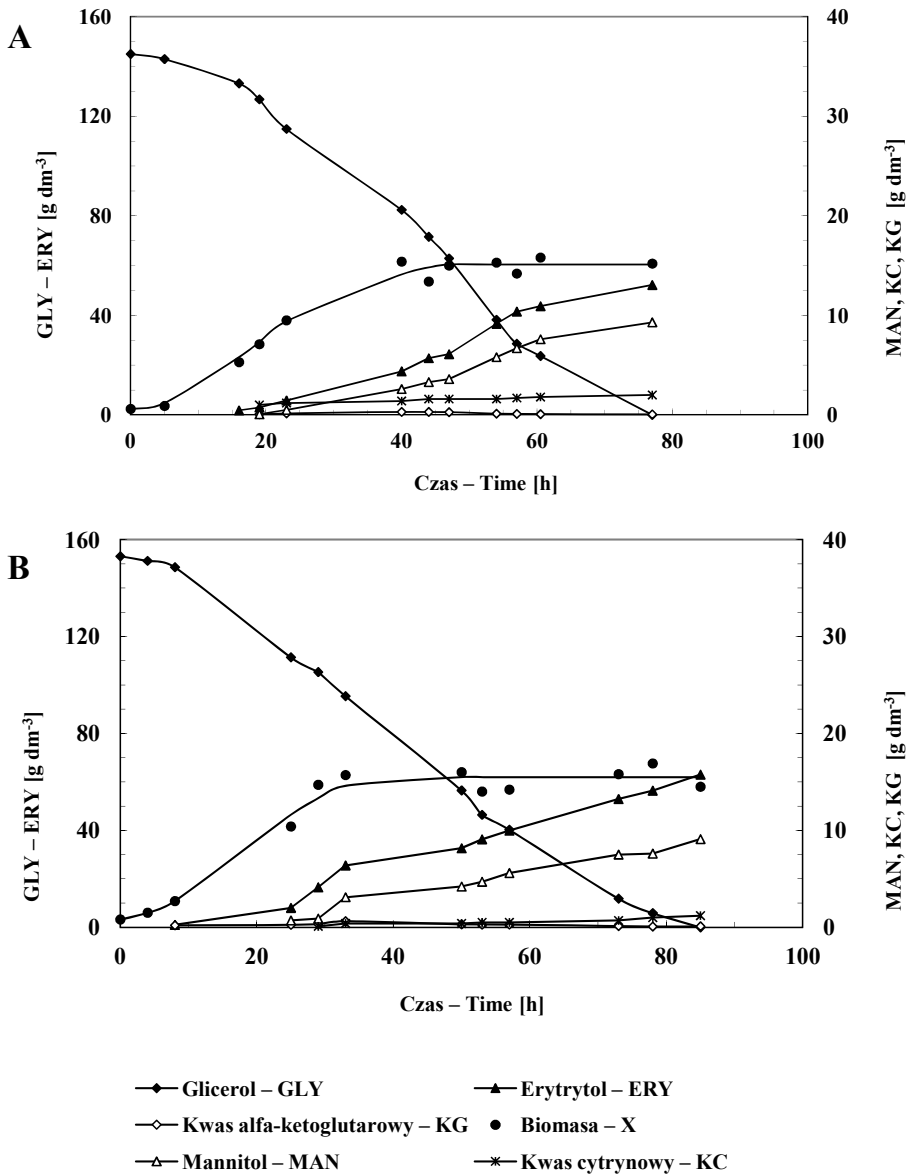 A
160
120
80
40
0
GLY – ERY [g dm-3]
40
30
20
10
0
MAN, KC, KG [g dm-3]
0 20 40 60 80 100
Czas – Time [h]
B
160
120
80
40
0
GLY – ERY [g dm-3]
40
30
20
10
0
MAN, KC, KG [g dm-3]
0 20 40 60 80 100
Czas – Time [h]
Glicerol – GLY
Erytrytol – ERY
Kwas alfa-ketoglutarowy – KG
Biomasa – X
Mannitol – MAN
Kwas cytrynowy – KC